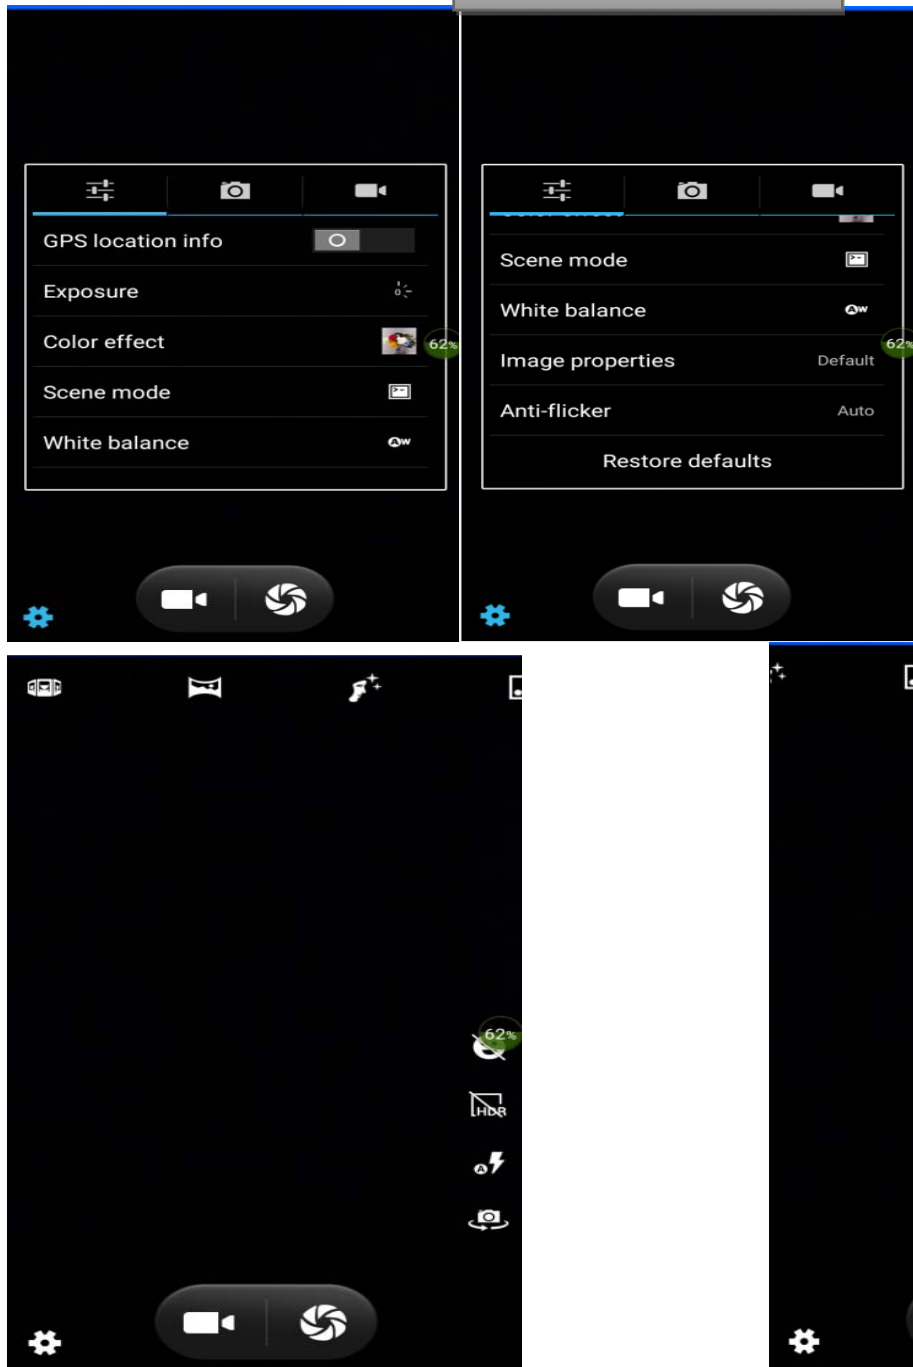 GPS location info
Exposure
Color effect
62%
Scene mode
White balance
Scene mode
White balance
62%
Image properties Default
Anti-flicker Auto
Restore defaults
62%
HDR